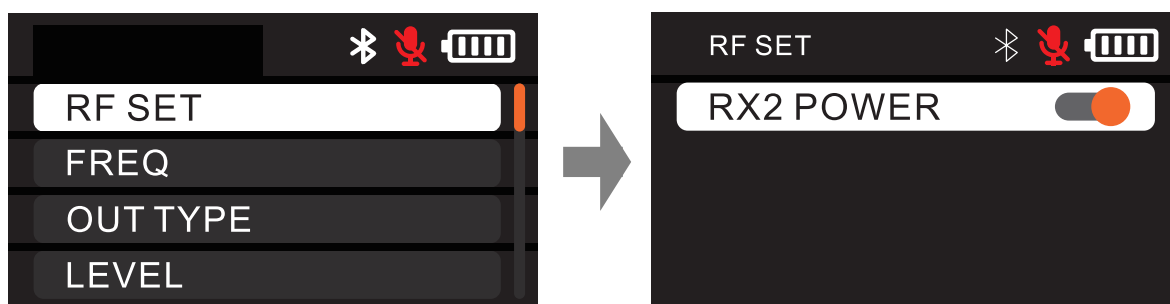 RF SET
FREQ
OUT TYPE
LEVEL
RF SET
RX2 POWER